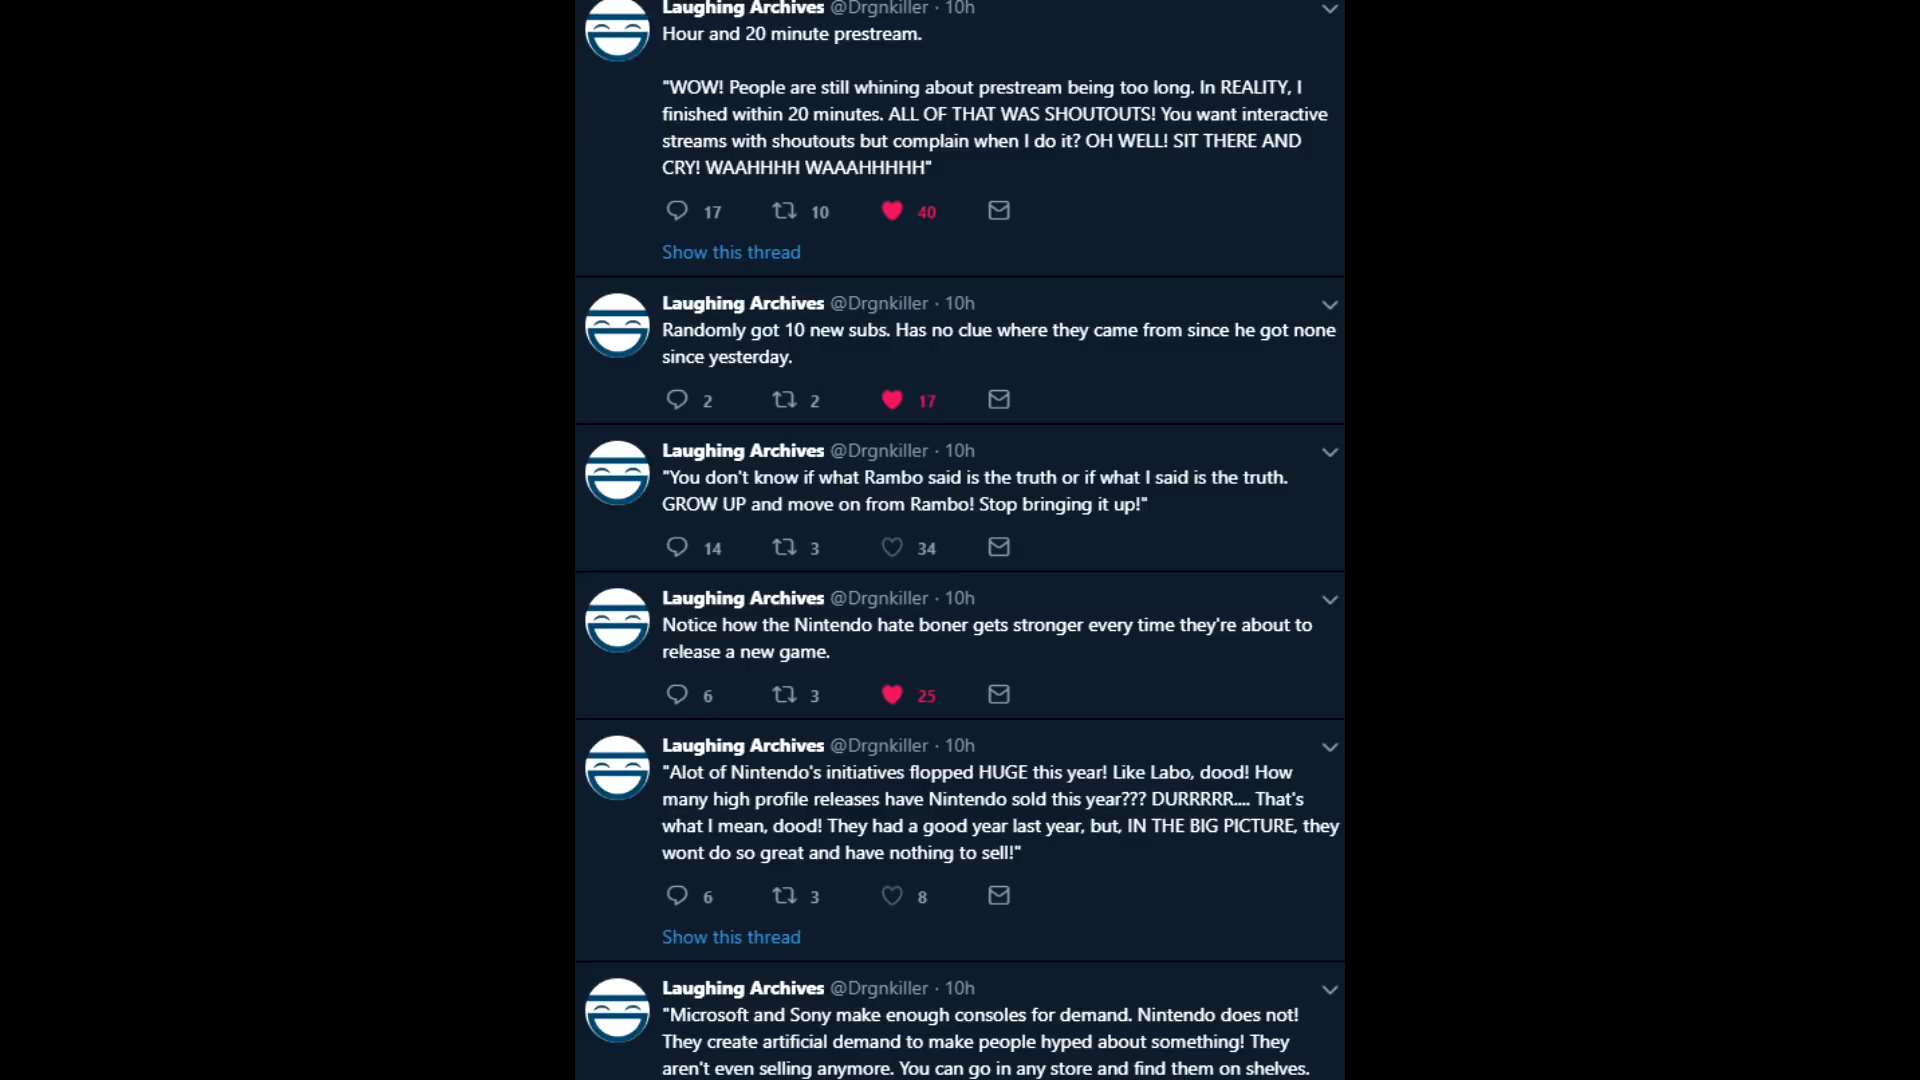 Laughing Archives @Drgnkiller · 10h
Hour and 20 minute prestream.
"WOW! People are still whining about prestream being too long. In REALITY, I
finished within 20 minutes. ALL OF THAT WAS SHOUTOUTS! You want interactive
streams with shoutouts but complain when I do it? OH WELL! SIT THERE AND
CRY! WAAHHHH WAAAHHHHH"
17 10 40
Show this thread
Laughing Archives @Drgnkiller · 10h
Randomly got 10 new subs. Has no clue where they came from since he got none
since yesterday.
2 2 17
Laughing Archives @Drgnkiller · 10h
"You don't know if what Rambo said is the truth or if what I said is the truth.
GROW UP and move on from Rambo! Stop bringing it up!"
14 3 34
Laughing Archives @Drgnkiller · 10h
Notice how the Nintendo hate boner gets stronger every time they're about to
release a new game.
6 3 25
Laughing Archives @Drgnkiller · 10h
"Alot of Nintendo's initiatives flopped HUGE this year! Like Labo, dood! How
many high profile releases have Nintendo sold this year??? DURRRRR.... That's
what I mean, dood! They had a good year last year, but, IN THE BIG PICTURE, they
wont do so great and have nothing to sell!"
6 3 8
Show this thread
Laughing Archives @Drgnkiller · 10h
"Microsoft and Sony make enough consoles for demand. Nintendo does not!
They create artificial demand to make people hyped about something! They
aren't even selling anymore. You can go in any store and find them on shelves.